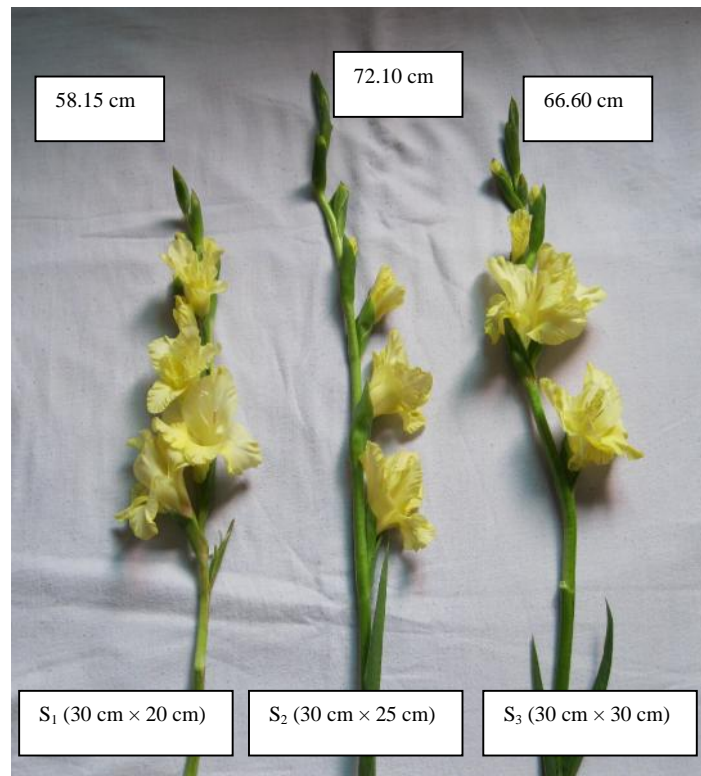 58.15 cm
72.10 cm
66.60 cm
S₁ (30 cm × 20 cm)
S₂ (30 cm × 25 cm)
S₃ (30 cm × 30 cm)